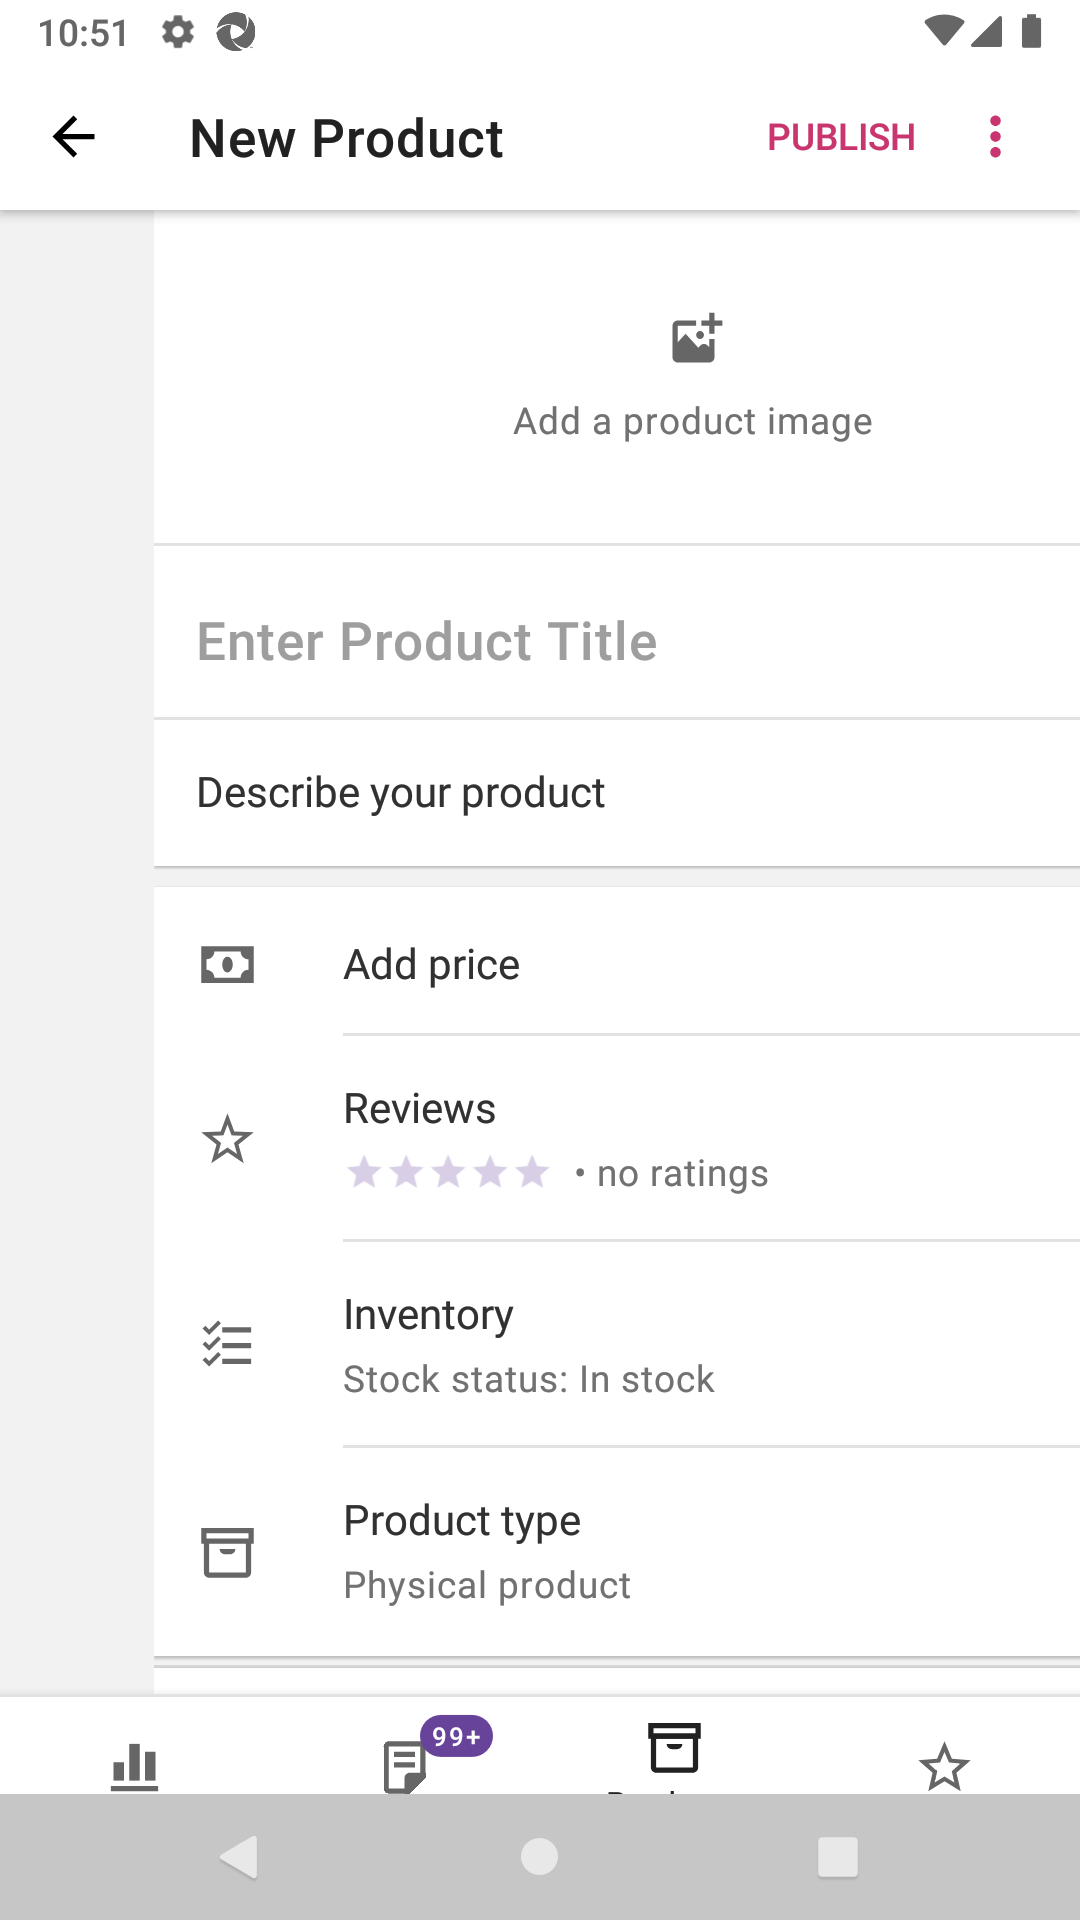 10:51
New Product
PUBLISH
Add a product image
Enter Product Title
Describe your product
Add price
Reviews
• no ratings
Inventory
Stock status: In stock
Product type
Physical product
99+